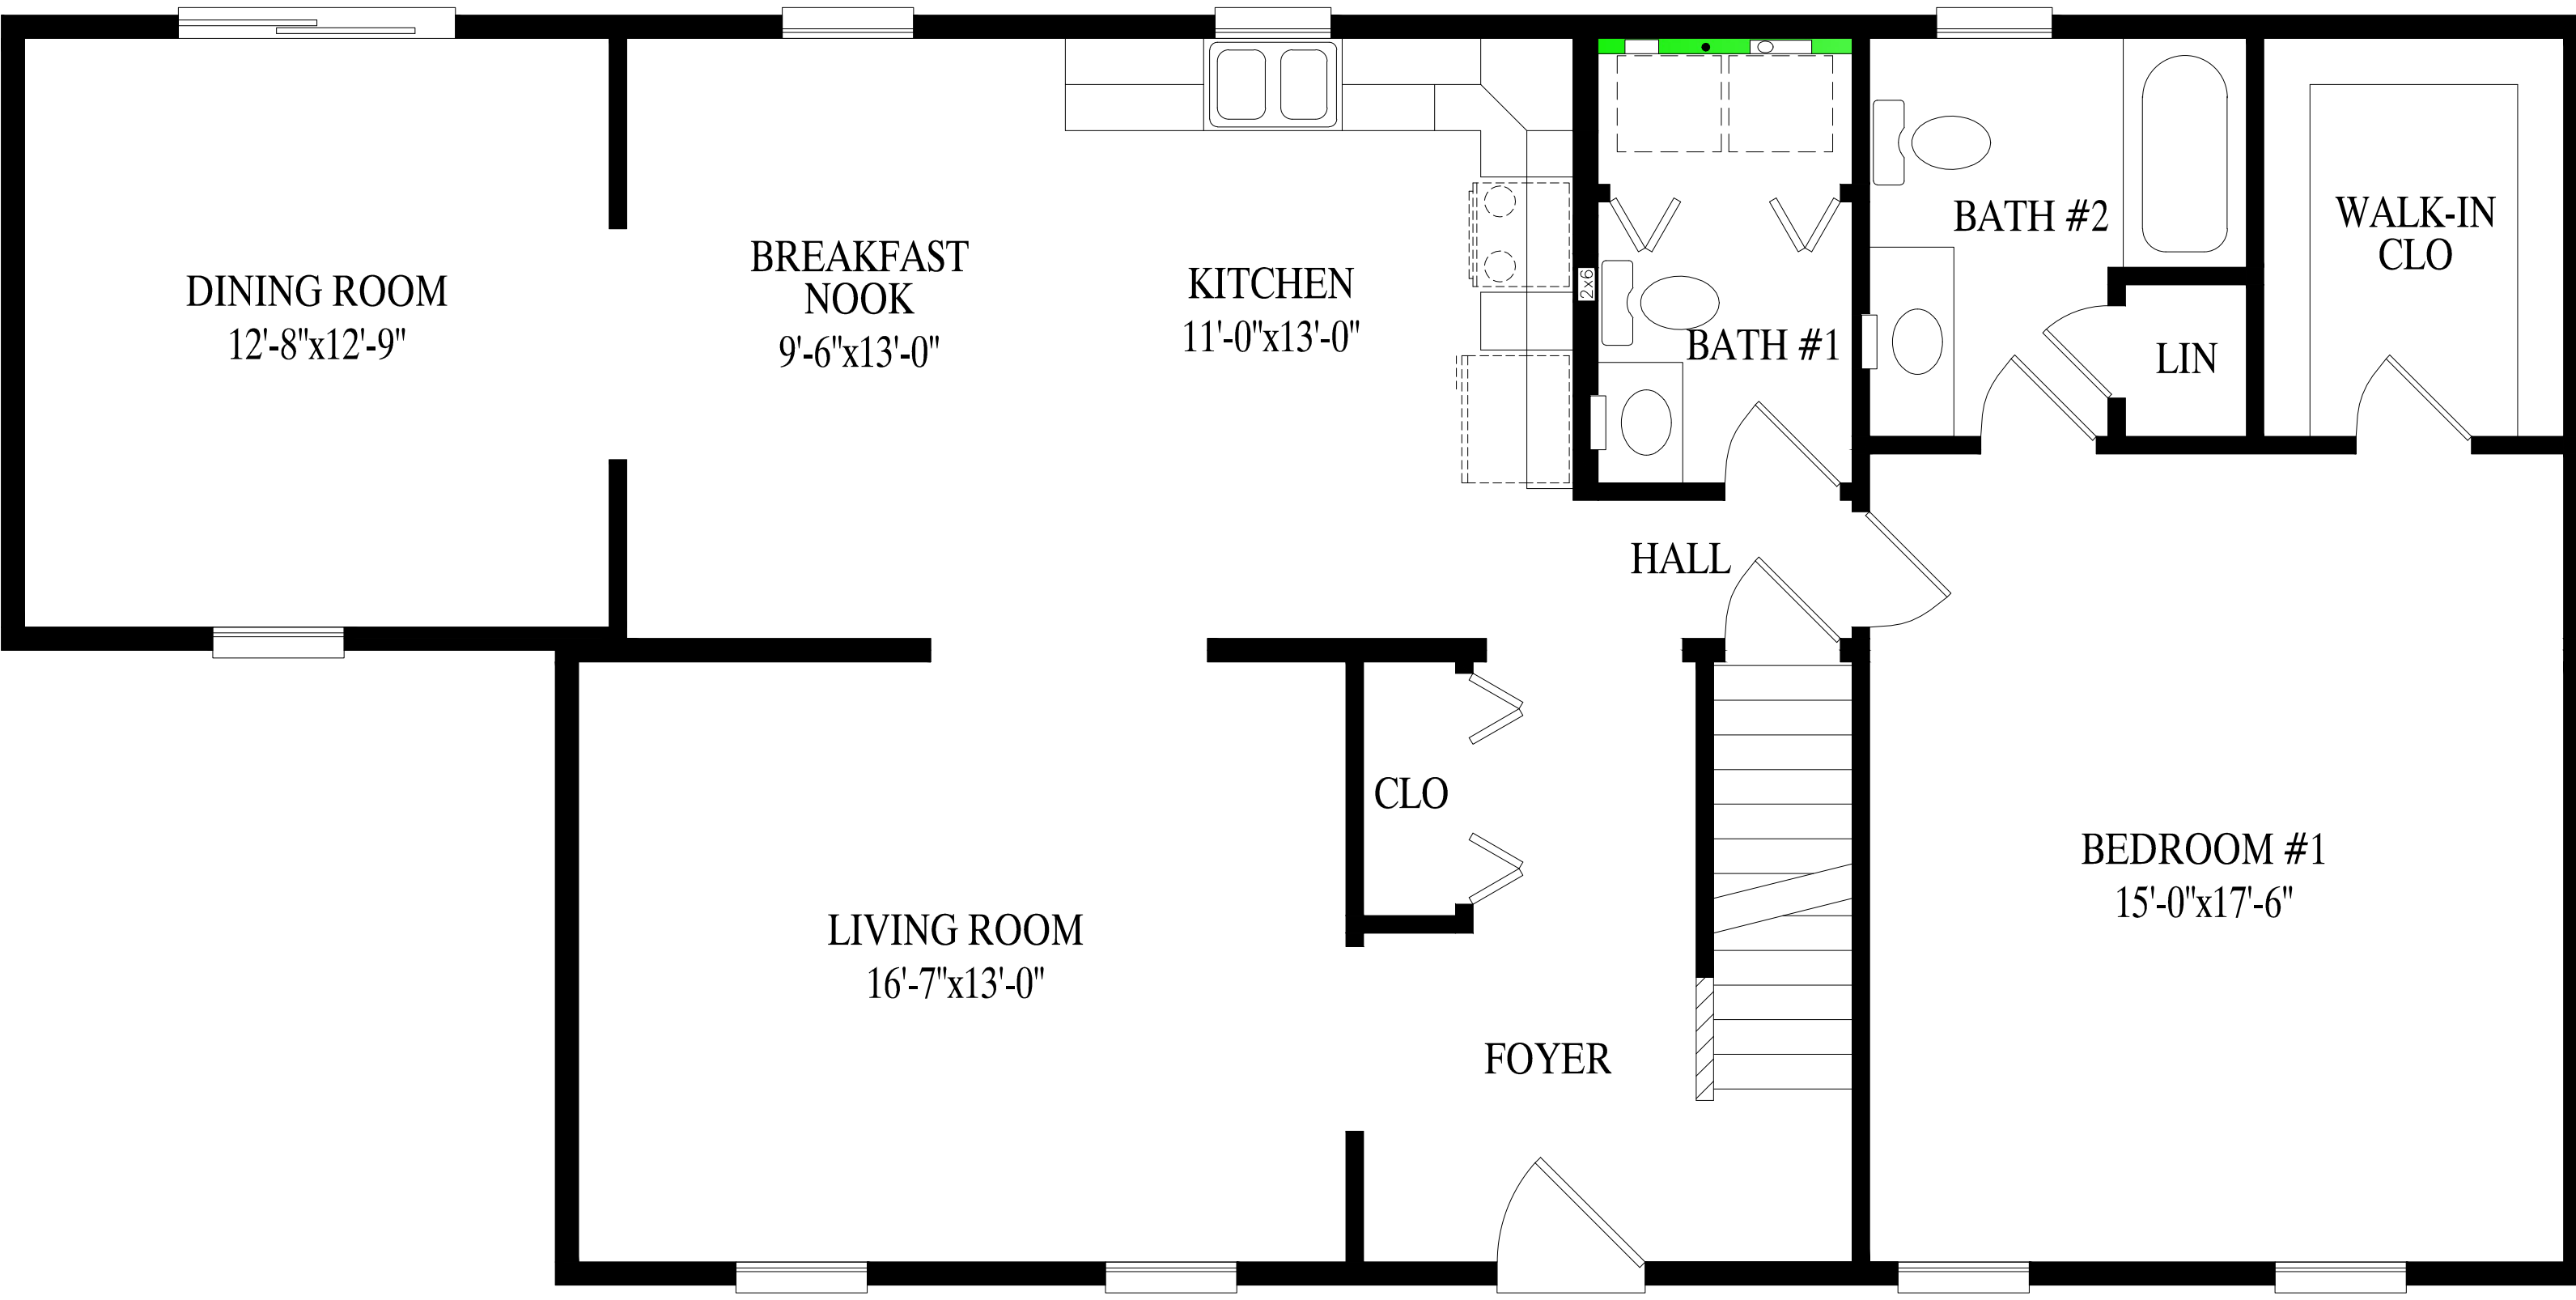 DINING ROOM
12'-8"x12'-9"
BREAKFAST
NOOK
9'-6"x13'-0"
KITCHEN
11'-0"x13'-0"
2x6
BATH #1
BATH #2
LIN
WALK-IN
CLO
HALL
CLO
LIVING ROOM
16'-7"x13'-0"
FOYER
BEDROOM #1
15'-0"x17'-6"